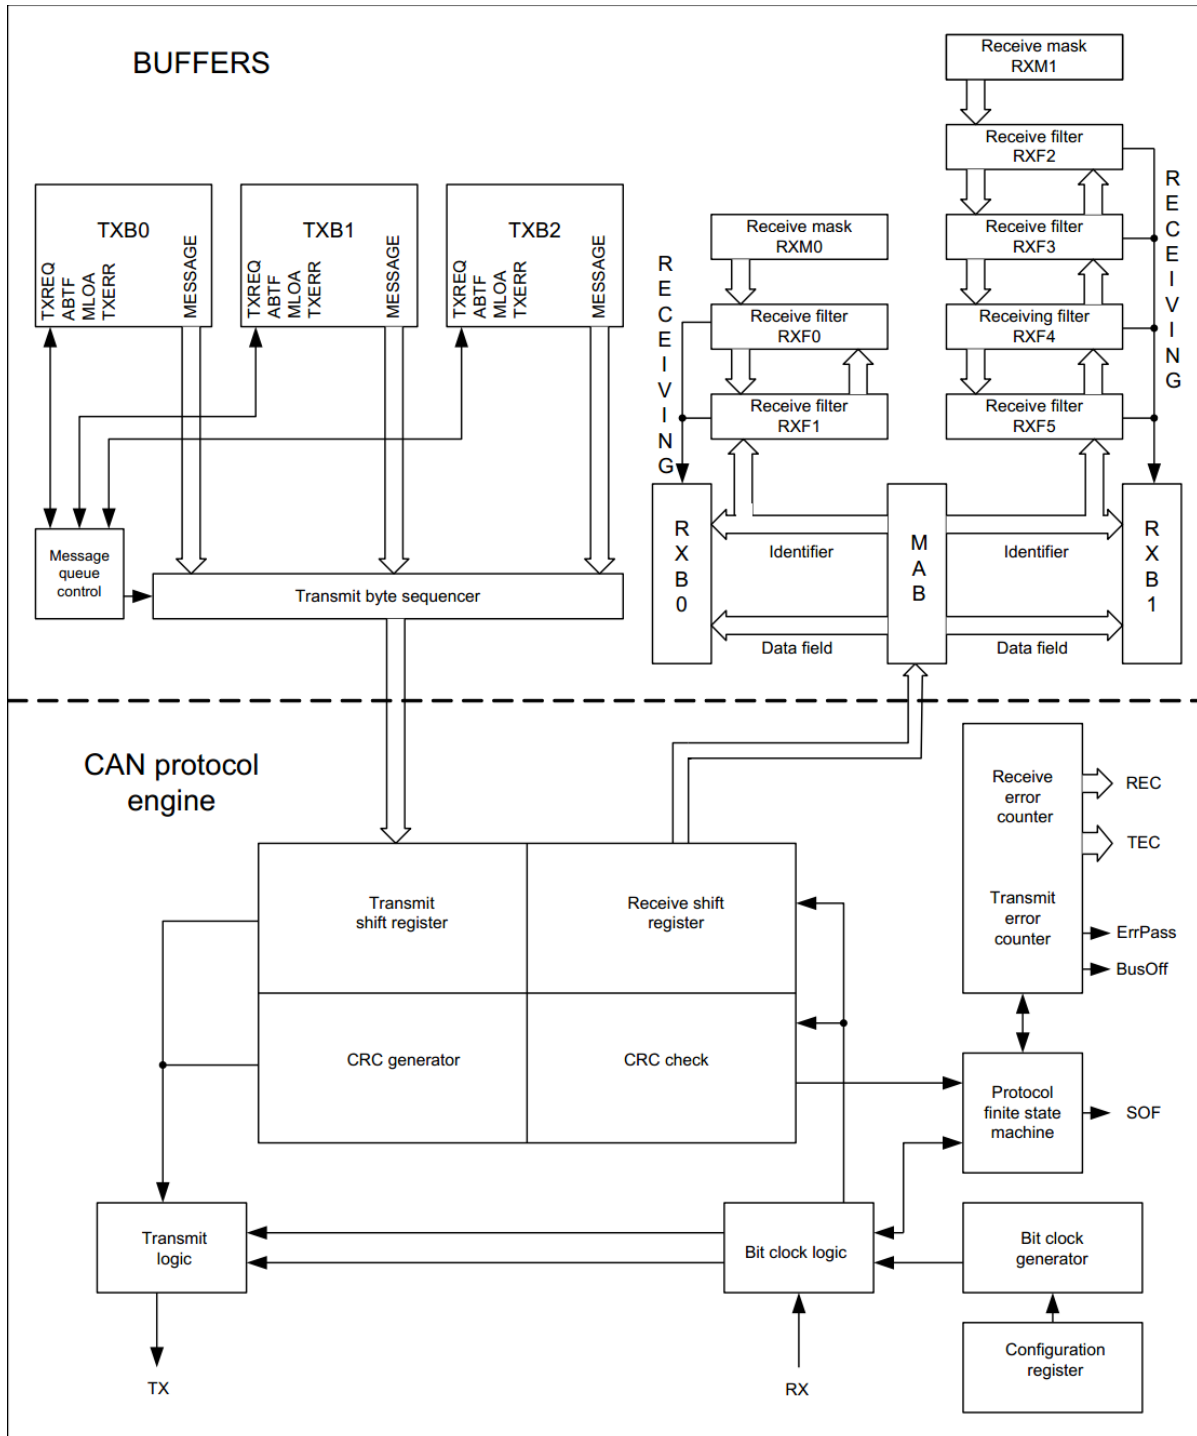 BUFFERS
Receive mask
RXM1
Receive filter
RXF2
Receive filter
RXF3
Receiving filter
RXF4
Receive filter
RXF5
RECEIVING
Receive mask
RXM0
Receive filter
RXF0
Receive filter
RXF1
RECEIVING
TXB0
TXREQ
ABTF
MLOA
TXERR
MESSAGE
TXB1
TXREQ
ABTF
MLOA
TXERR
MESSAGE
TXB2
TXREQ
ABTF
MLOA
TXERR
MESSAGE
Message
queue
control
Transmit byte sequencer
RXB0
Identifier
Data field
MAB
Identifier
Data field
RXB1
CAN protocol
engine
Receive
error
counter
Transmit
error
counter
REC
TEC
ErrPass
BusOff
Transmit
shift register
Receive shift
register
CRC generator
CRC check
Protocol
finite state
machine
SOF
Transmit
logic
Bit clock logic
Bit clock
generator
Configuration
register
TX
RX